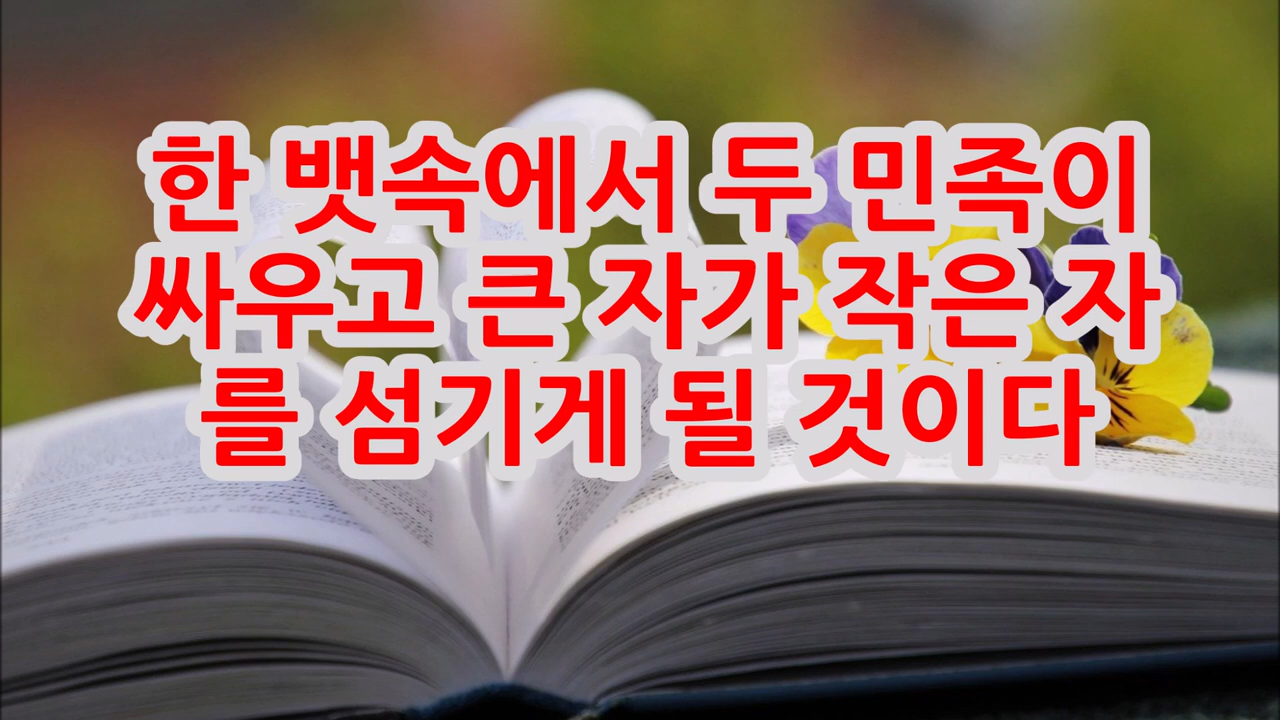 한 뱃속에서 두 민족이
싸우고 큰 자가 작은 자
를 섬기게 될 것이다